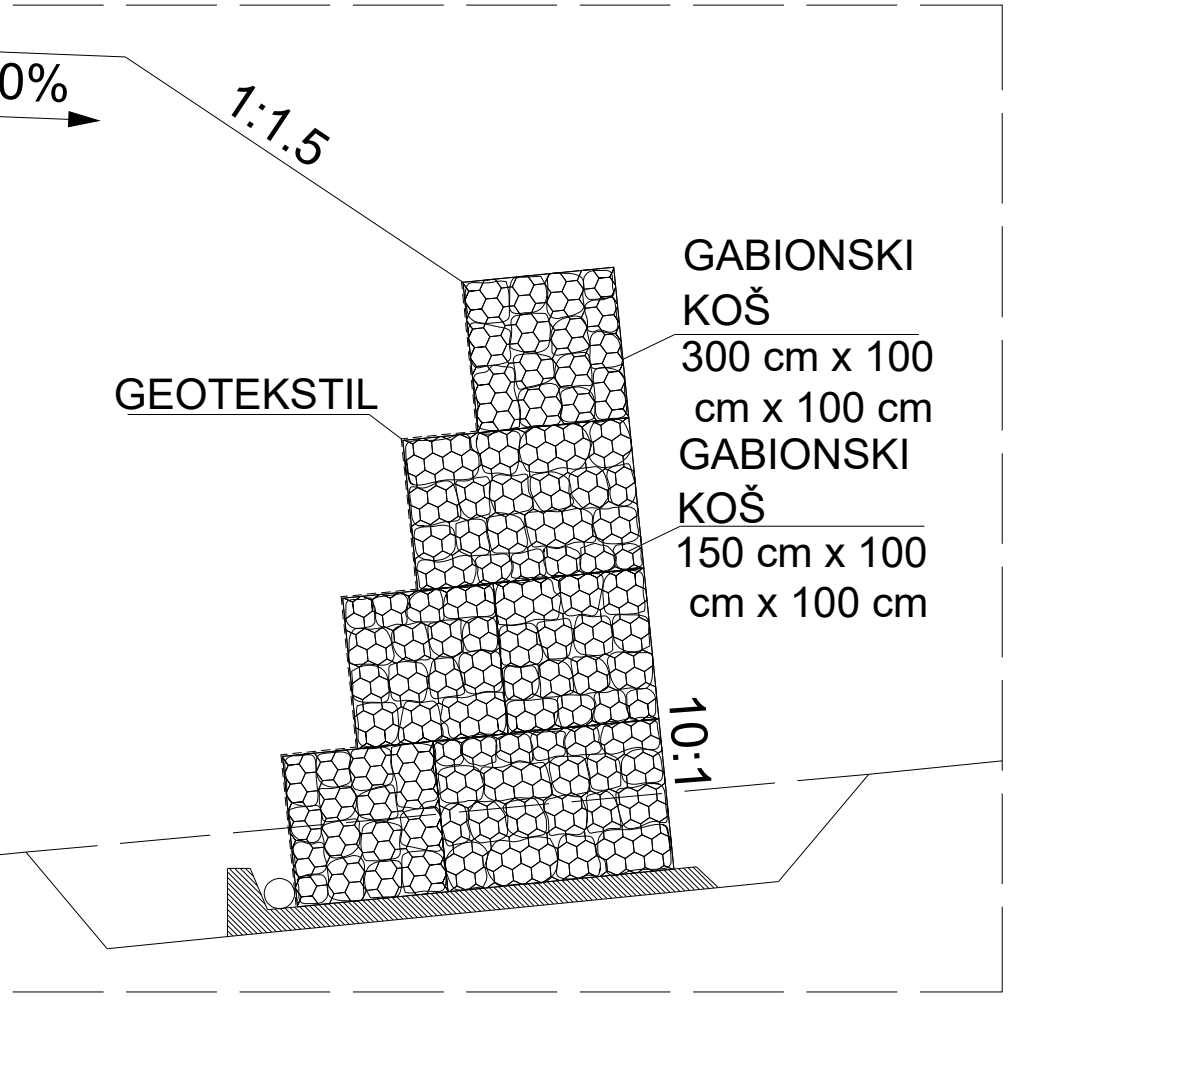 0%
1:1.5
GABIONSKI
KOŠ
300 cm x 100
cm x 100 cm
GEOTEKSTIL
GABIONSKI
KOŠ
150 cm x 100
cm x 100 cm
10:1